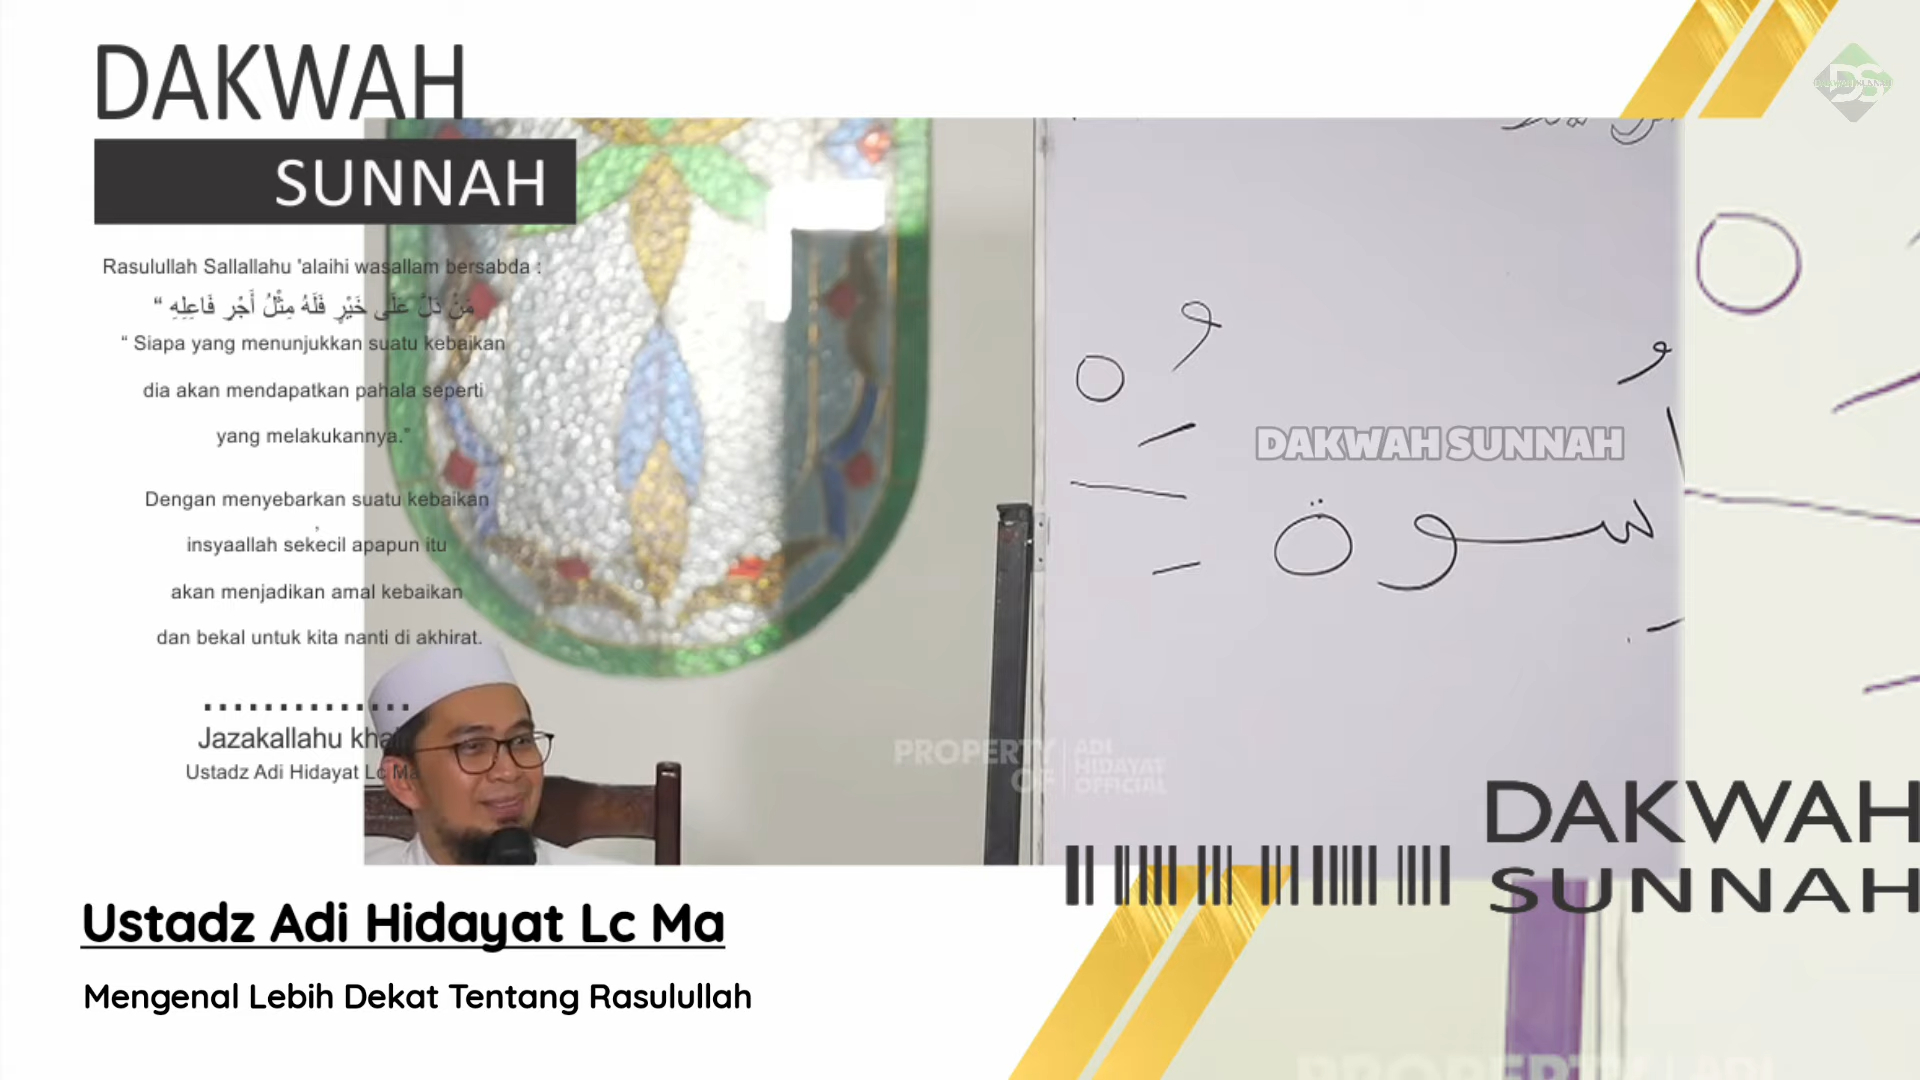 DAKWAH
SUNNAH
Rasulullah Sallallahu 'alaihi wasallam bersabda :
“ مَنْ دَلَّ عَلَى خَيْرٍ فَلَهُ مِثْلُ أَجْرِ فَاعِلِهِ
“ Siapa yang menunjukkan suatu kebaikan
dia akan mendapatkan pahala seperti
yang melakukannya.”
Dengan menyebarkan suatu kebaikan
insyaallah sekecil apapun itu
akan menjadikan amal kebaikan
dan bekal untuk kita nanti di akhirat.
..............
Jazakallahu khair
Ustadz Adi Hidayat Lc Ma
DS
DAKWAH SUNNAH
سوة
PROPERTY OF
ADI HIDAYAT OFFICIAL
DAKWAH
SUNNAH
Ustadz Adi Hidayat Lc Ma
Mengenal Lebih Dekat Tentang Rasulullah